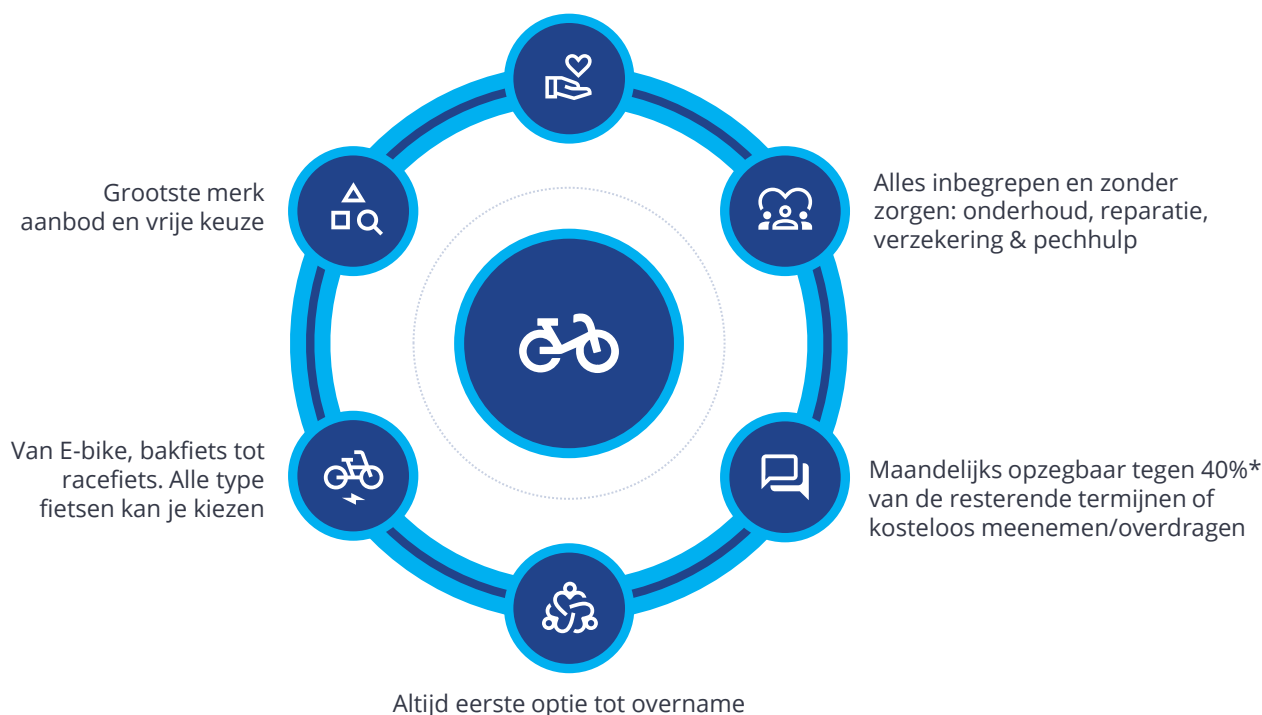 Grootste merk
aanbod en vrije keuze
Alles inbegrepen en zonder
zorgen: onderhoud, reparatie,
verzekering & pechhulp
Van E-bike, bakfiets tot
racefiets. Alle type
fietsen kan je kiezen
Maandelijks opzegbaar tegen 40%*
van de resterende termijnen of
kosteloos meenemen/overdragen
Altijd eerste optie tot overname